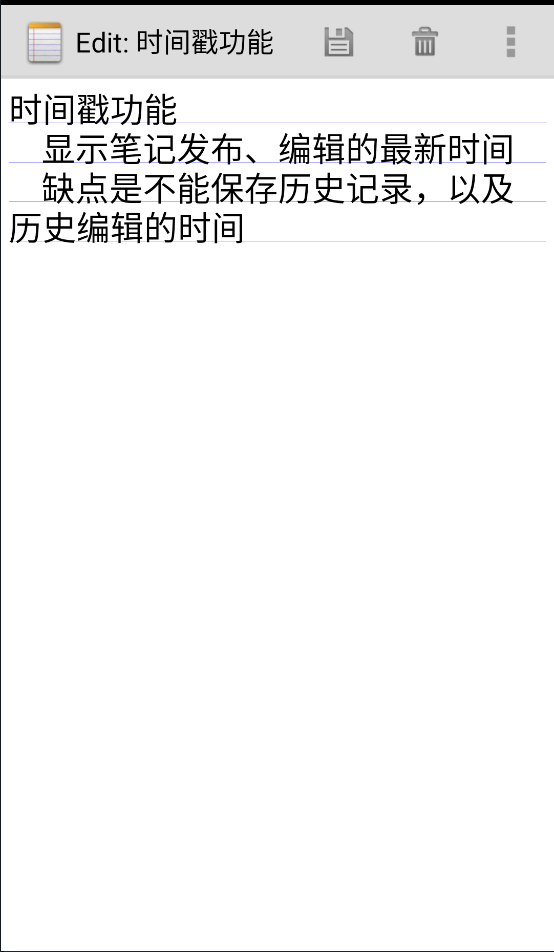 Edit: 时间戳功能
时间戳功能
    显示笔记发布、编辑的最新时间
    缺点是不能保存历史记录，以及
历史编辑的时间